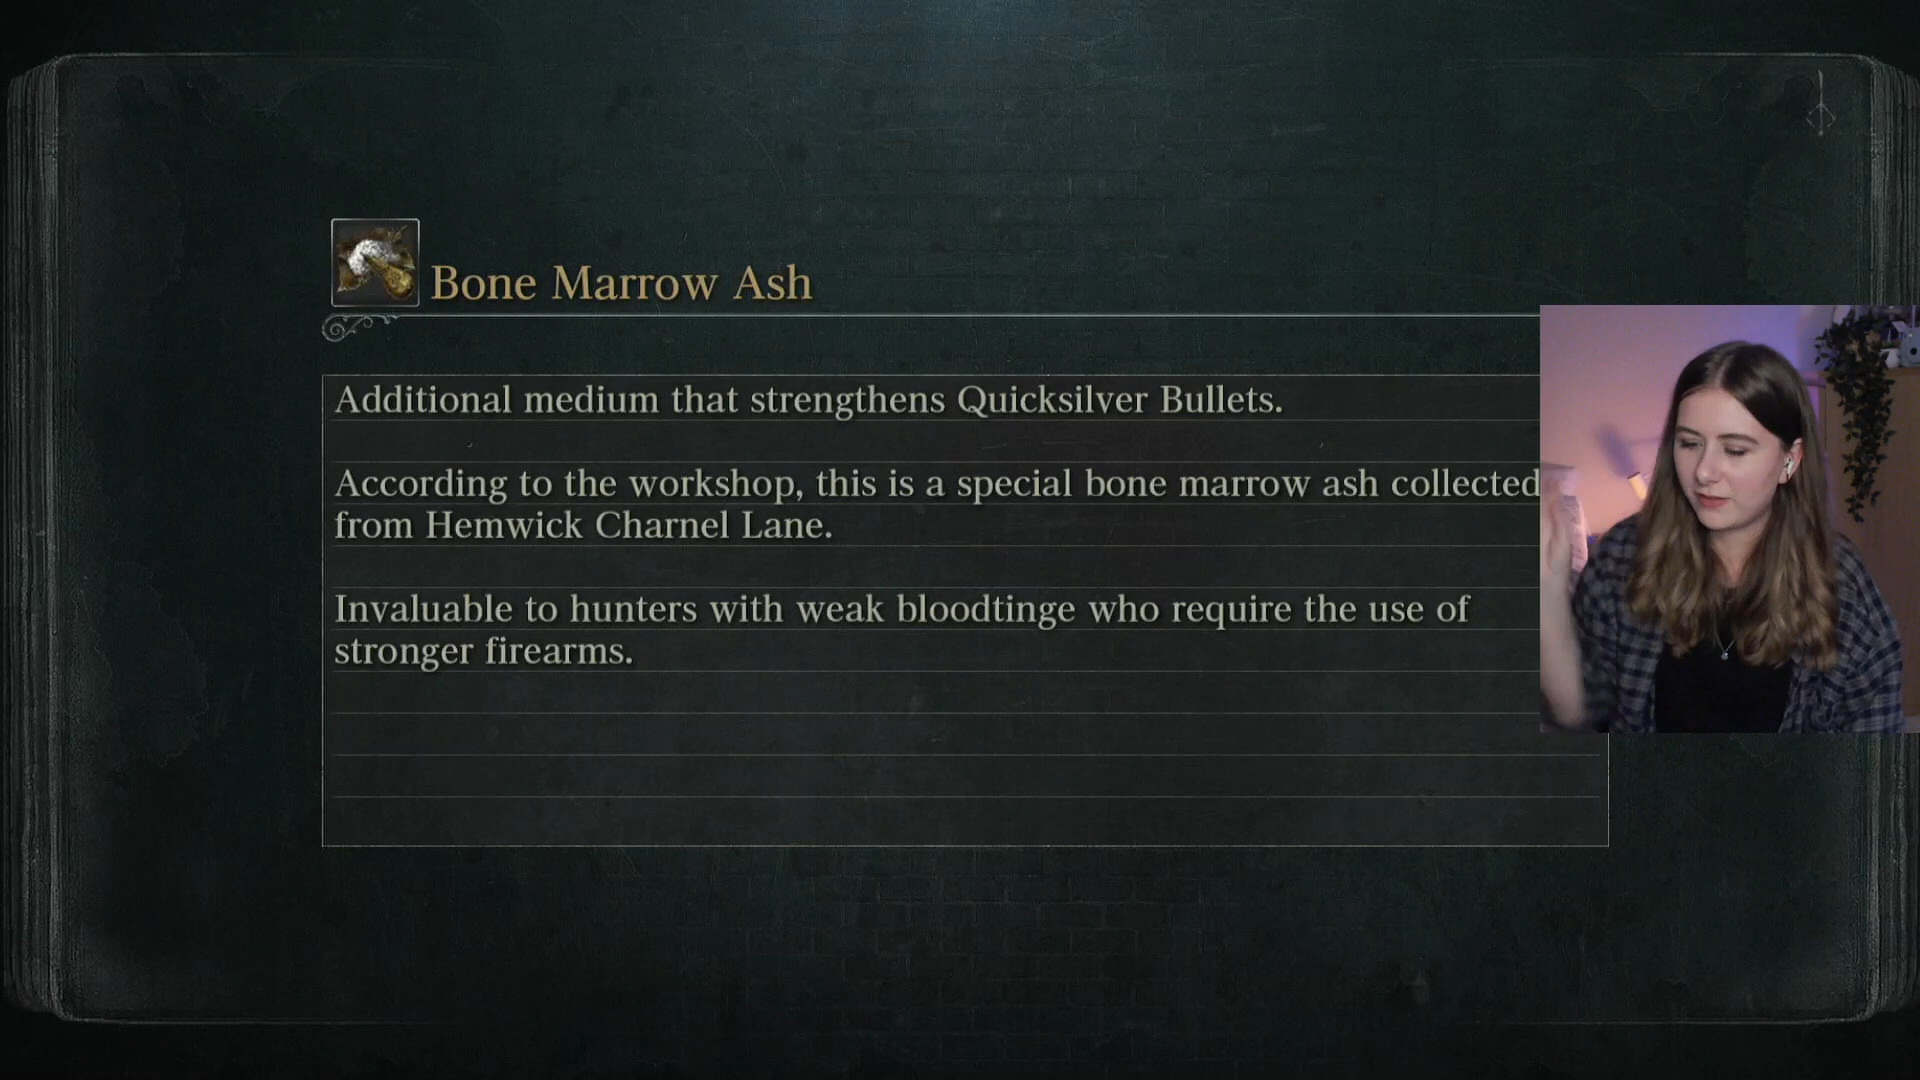 Bone Marrow Ash
Additional medium that strengthens Quicksilver Bullets.
According to the workshop, this is a special bone marrow ash collected
from Hemwick Charnel Lane.
Invaluable to hunters with weak bloodtinge who require the use of
stronger firearms.